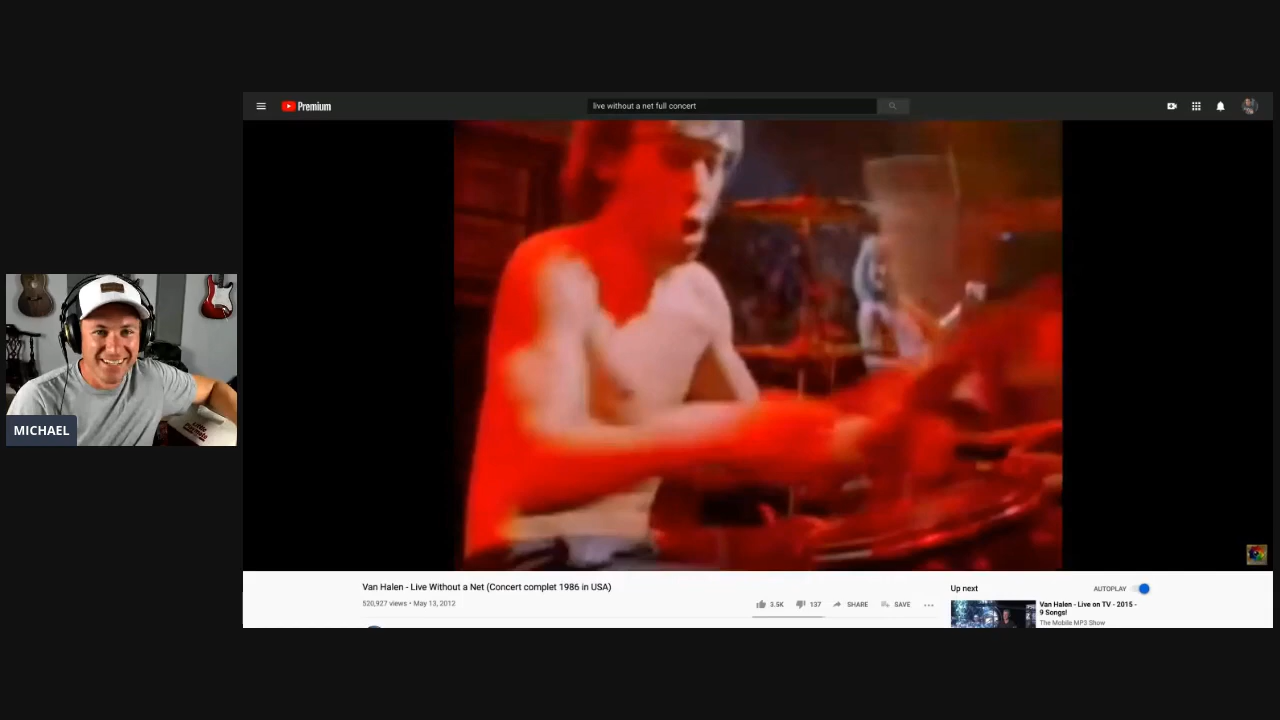 Premium
live without a net full concert
MICHAEL
Van Halen - Live Without a Net (Concert complet 1986 in USA)
520,927 views • May 13, 2012
3.5K
137
SHARE
SAVE
Up next
AUTOPLAY
Van Halen - Live on TV - 2015 -
9 Songs!
The Mobile MP3 Show